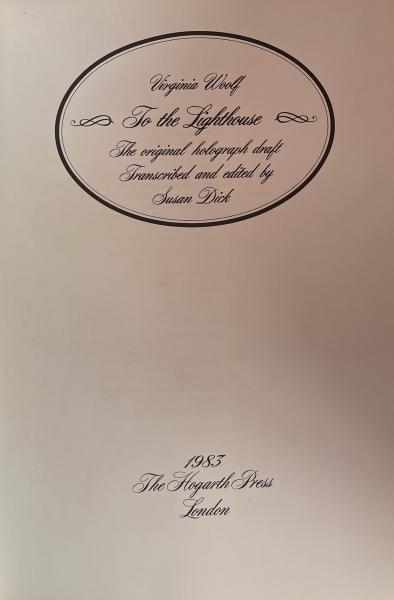 Virginia Woolf
To the Lighthouse
The original holograph draft
Transcribed and edited by
Susan Dick
1983
The Hogarth Press
London